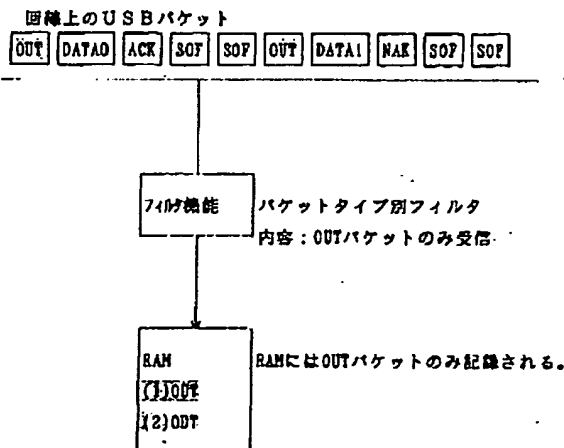 回線上のUSBパケット
OUT DATA0 ACK SOF SOF OUT DATA1 NAK SOF SOF
フィルタ機能 パケットタイプ別フィルタ
内容:OUTパケットのみ受信
RAM RAMにはOUTパケットのみ記録される。
(1)OUT
(2)OUT